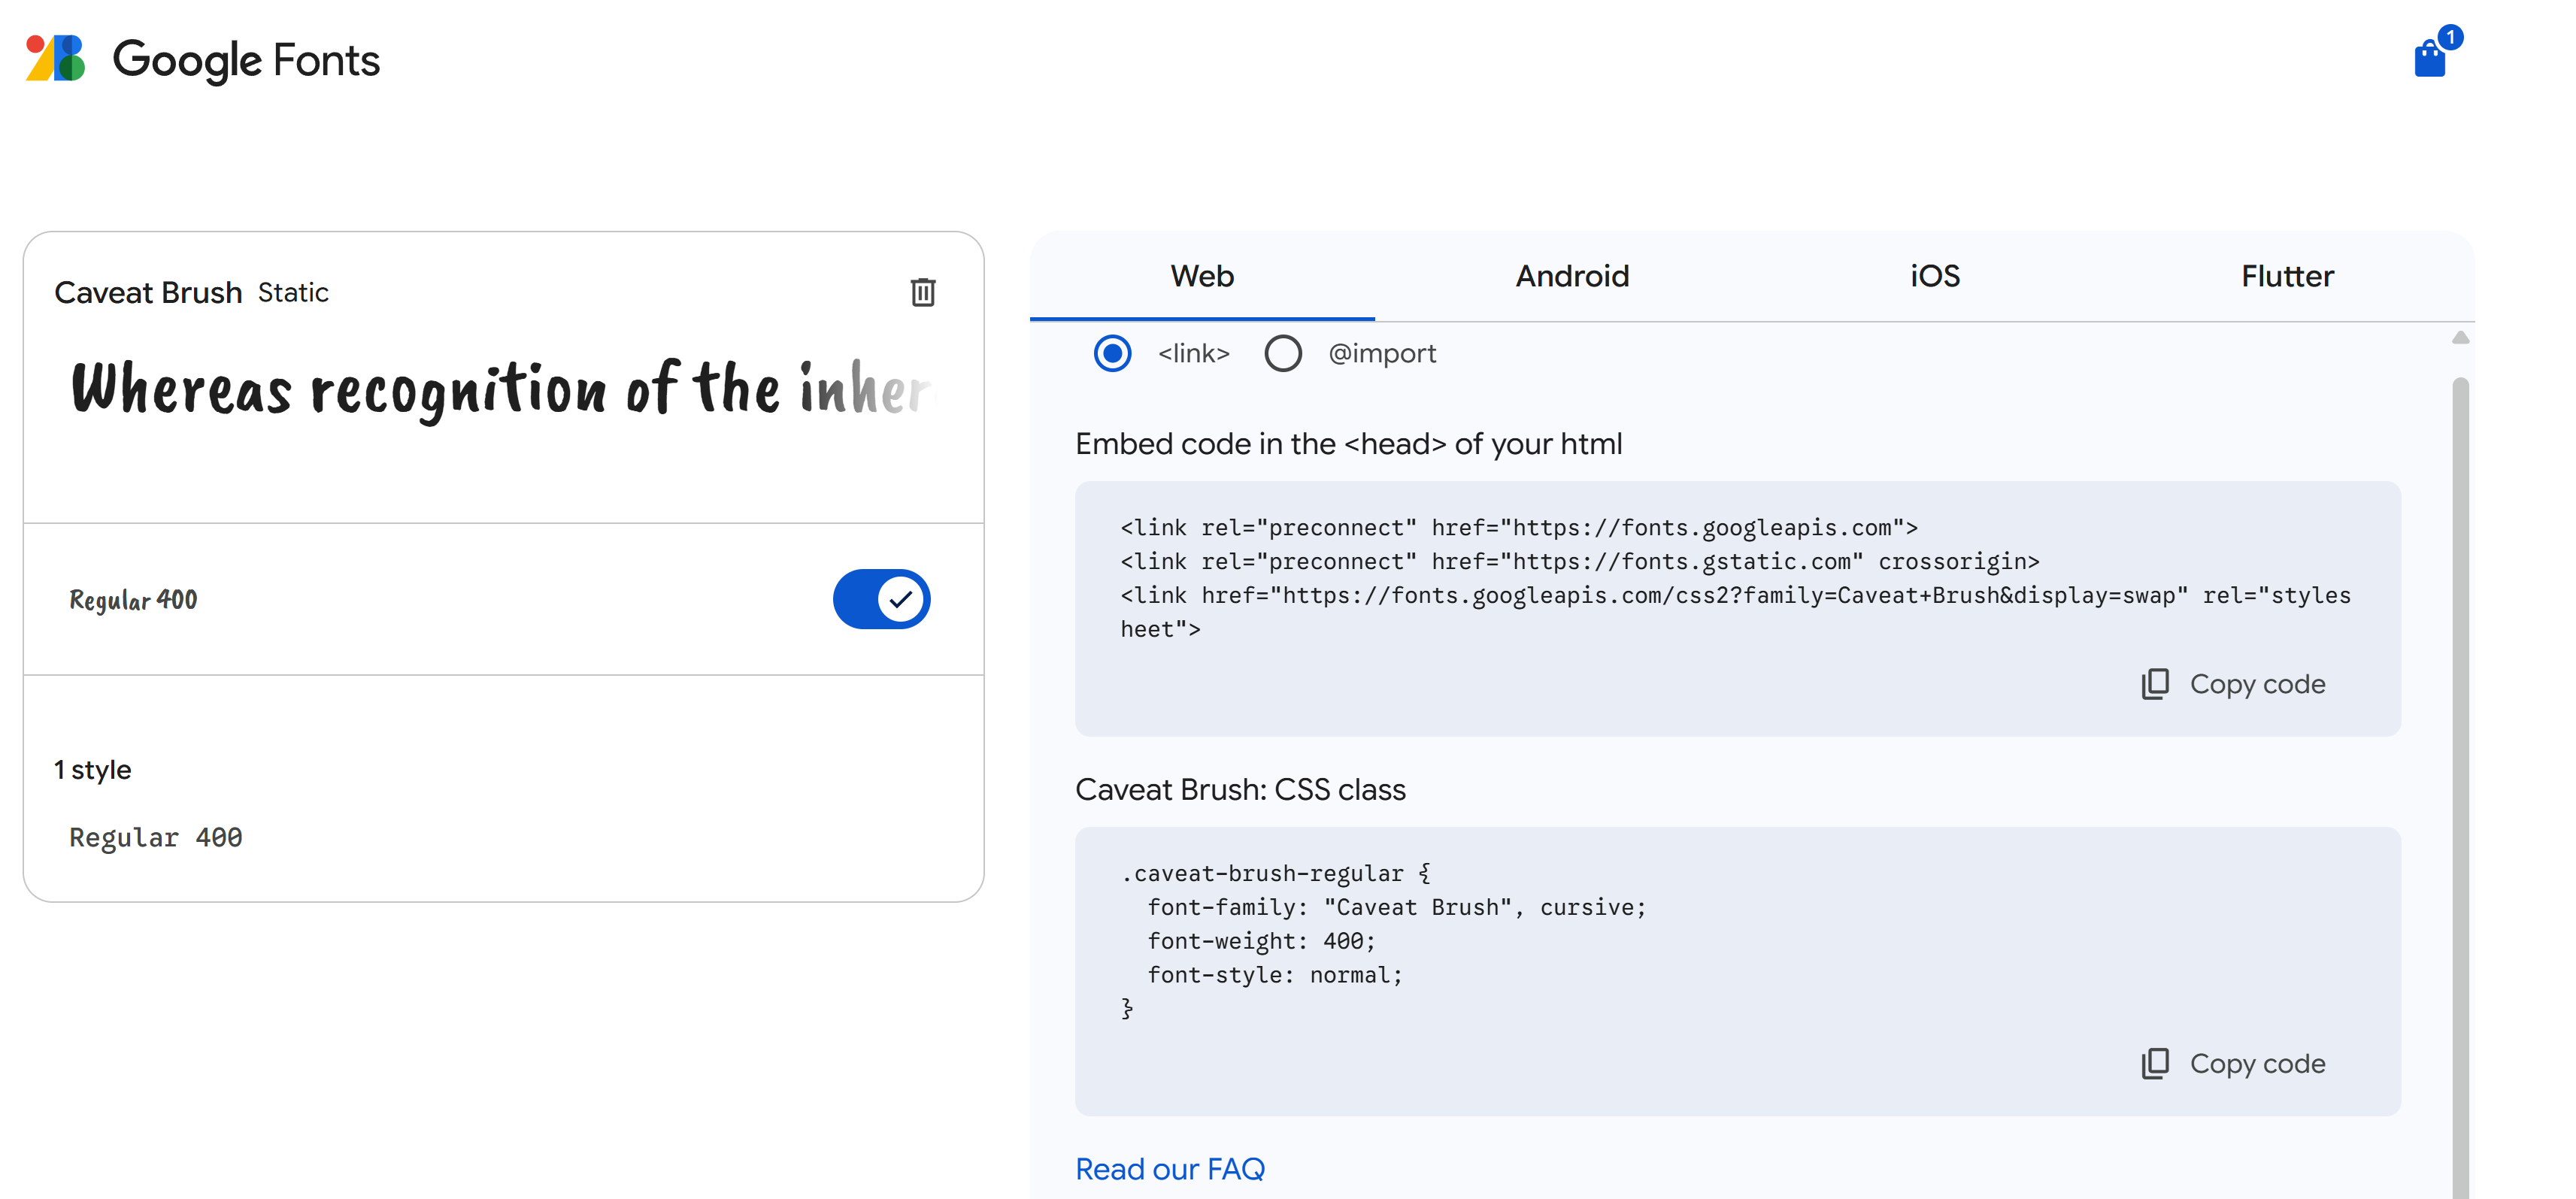 Google Fonts
1
Caveat Brush Static
Whereas recognition of the inher
Regular 400
1 style
Regular 400
Web
Android
iOS
Flutter
<link>
@import
Embed code in the <head> of your html
<link rel="preconnect" href="https://fonts.googleapis.com">
<link rel="preconnect" href="https://fonts.gstatic.com" crossorigin>
<link href="https://fonts.googleapis.com/css2?family=Caveat+Brush&display=swap" rel="styles
heet">
Copy code
Caveat Brush: CSS class
.caveat-brush-regular {
  font-family: "Caveat Brush", cursive;
  font-weight: 400;
  font-style: normal;
}
Copy code
Read our FAQ